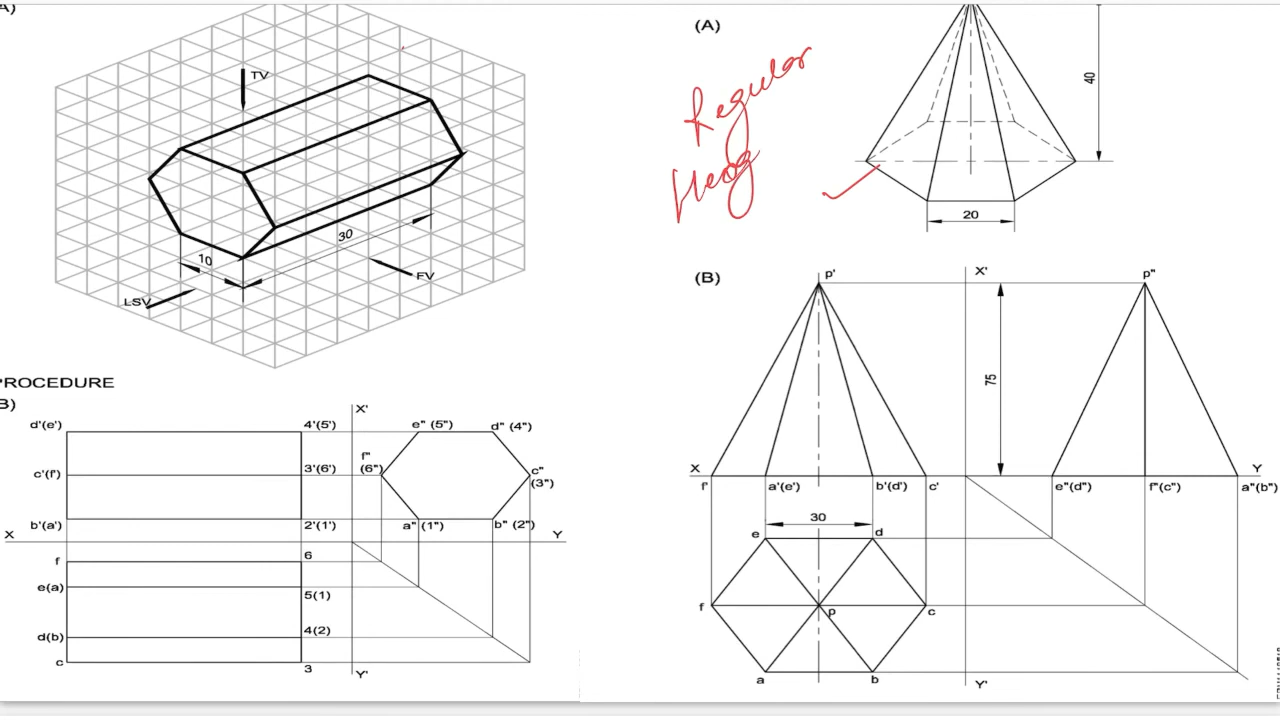 A)
TV
30
10
FV
LSV
PROCEDURE
B)
X'
d'(e')
4'(5')
e" (5")
d" (4")
f"
(6")
c'(f')
3'(6')
c"
(3")
b'(a')
2'(1')
a" (1")
b" (2")
X
Y
f
6
e(a)
5(1)
d(b)
4(2)
c
3
Y'
(A)
Regular
Hexag
40
20
(B)
p'
X'
p"
75
X
Y
f'
a'(e')
b'(d')
c'
e"(d")
f"(c")
a"(b")
30
e
d
f
p
c
a
b
Y'